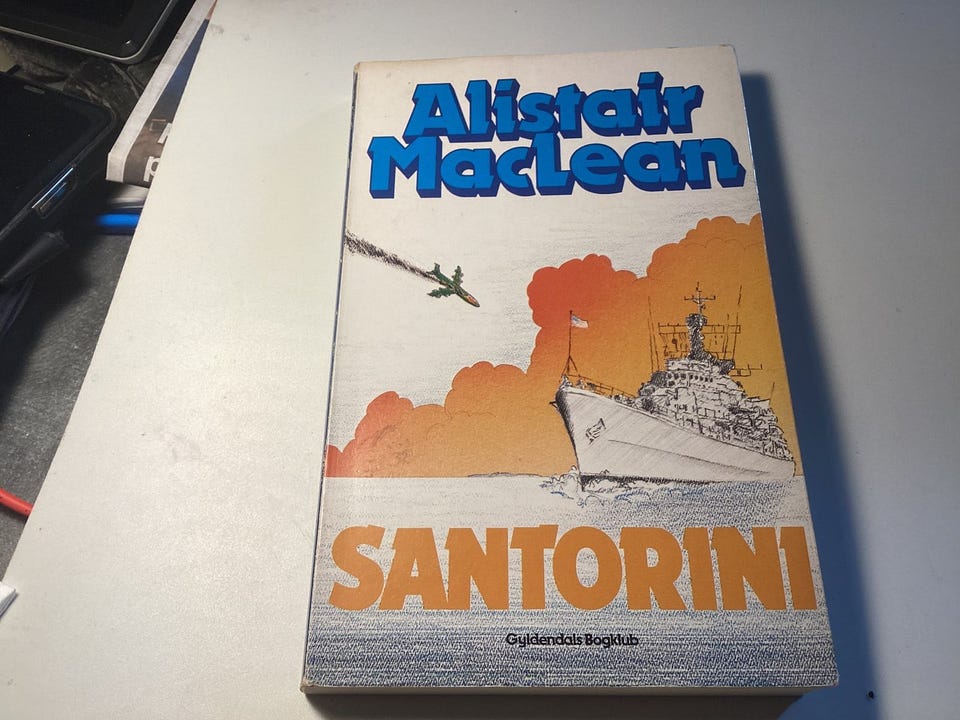 Alistair
MacLean
SANTORINI
Gyldendals Bogklub